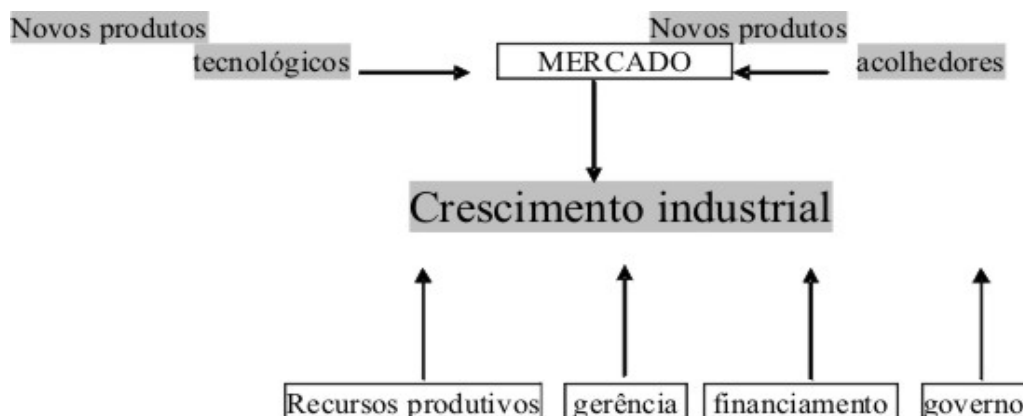 Novos produtos
tecnológicos
Novos produtos
acolhedores
MERCADO
Crescimento industrial
Recursos produtivos
gerência
financiamento
governo